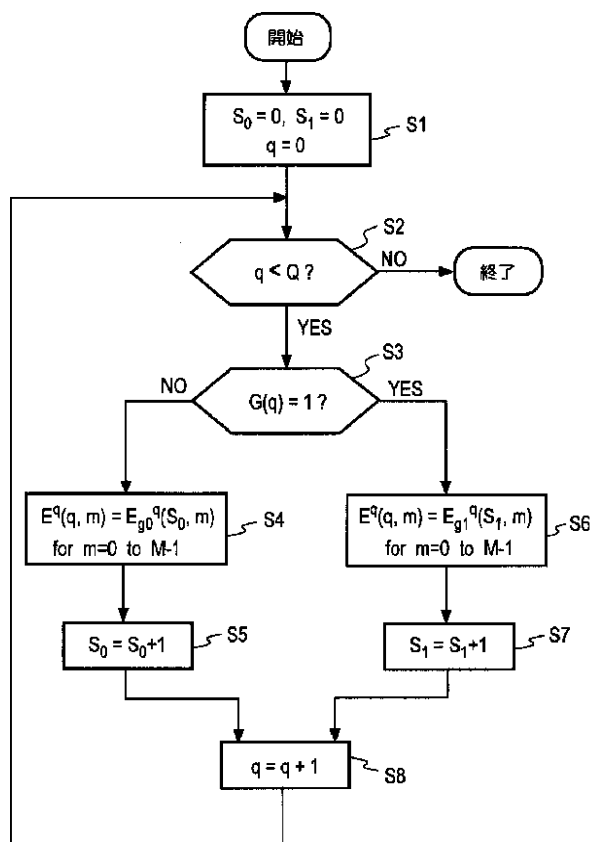 開始
S₀ = 0, S₁ = 0
q = 0
S1
S2
q < Q ?
NO
終了
YES
S3
NO
G(q) = 1 ?
YES
E^q(q, m) = E_g0^q(S₀, m)
for m=0 to M-1
S4
E^q(q, m) = E_g1^q(S₁, m)
for m=0 to M-1
S6
S₀ = S₀+1
S5
S₁ = S₁+1
S7
q = q + 1
S8